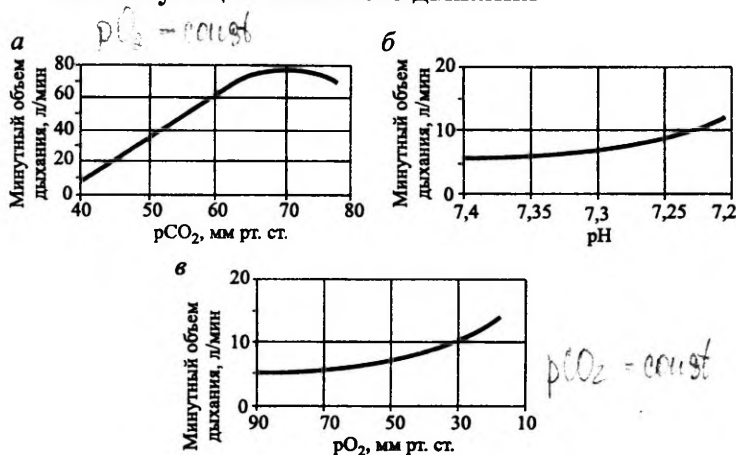 pO₂ = const
а
Минутный объем
дыхания, л/мин
80
60
40
20
0
40 50 60 70 80
pCO₂, мм рт. ст.
б
Минутный объем
дыхания, л/мин
20
10
0
7,4 7,35 7,3 7,25 7,2
pH
в
Минутный объем
дыхания, л/мин
20
10
0
90 70 50 30 10
pO₂, мм рт. ст.
pCO₂ = const